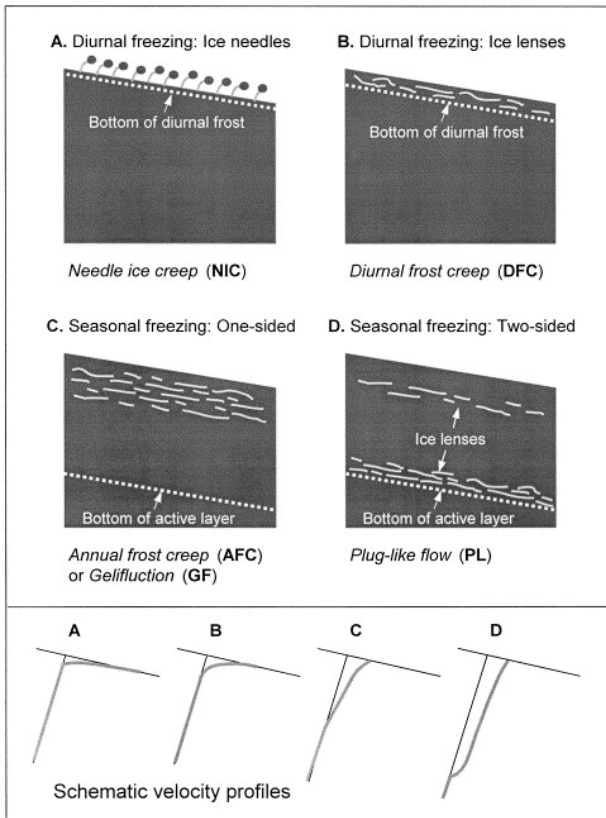 A. Diurnal freezing: Ice needles
Bottom of diurnal frost
Needle ice creep (NIC)
B. Diurnal freezing: Ice lenses
Bottom of diurnal frost
Diurnal frost creep (DFC)
C. Seasonal freezing: One-sided
Bottom of active layer
Annual frost creep (AFC)
or Gelifluction (GF)
D. Seasonal freezing: Two-sided
Ice lenses
Bottom of active layer
Plug-like flow (PL)
A
B
C
D
Schematic velocity profiles